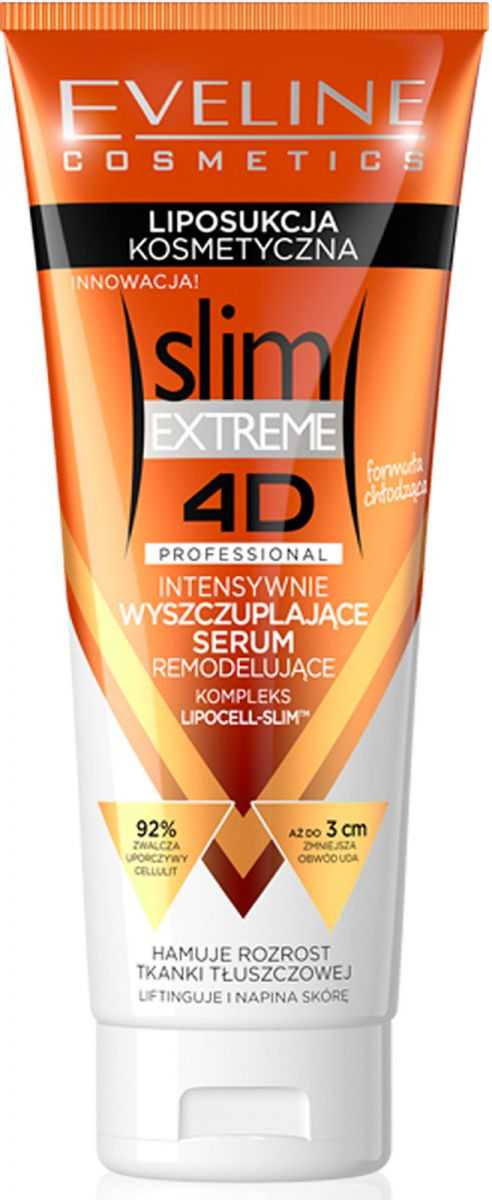 EVELINE
COSMETICS
LIPOSUKCJA
KOSMETYCZNA
INNOWACJA!
slim
EXTREME
4D
formuła
chłodząca
PROFESSIONAL
INTENSYWNIE
WYSZCZUPLAJĄCE
SERUM
REMODELUJĄCE
KOMPLEKS
LIPOCELL-SLIM™
92%
ZWALCZA
UPORCZYWY
CELLULIT
AŻ DO 3 cm
ZMNIEJSZA
OBWÓD UDA
HAMUJE ROZROST
TKANKI TŁUSZCZOWEJ
LIFTINGUJE I NAPINA SKÓRĘ